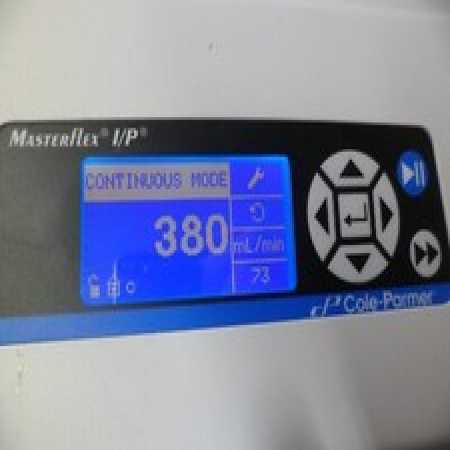 MASTERFLEX® I/P®
CONTINUOUS MODE
380
mL/min
73
Cole-Parmer